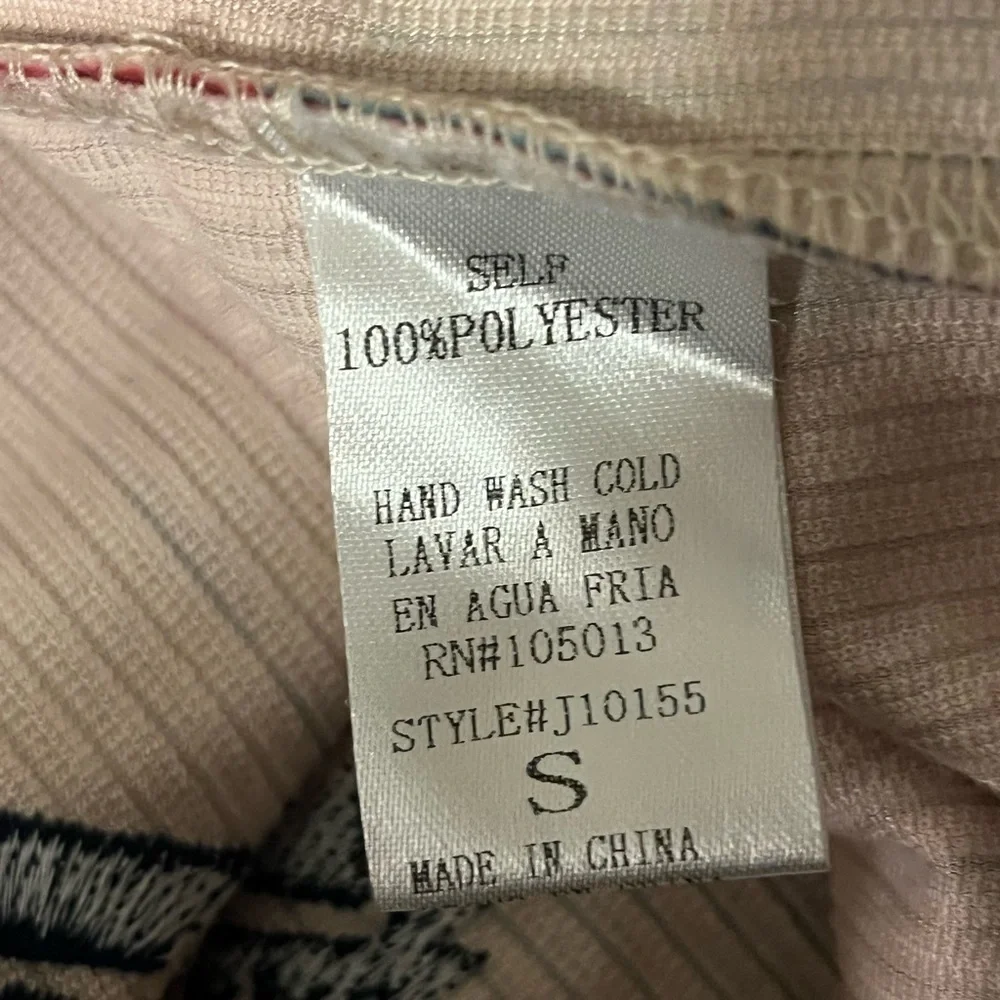 SELF
100%POLYESTER
HAND WASH COLD
LAVAR A MANO
EN AGUA FRIA
RN#105013
STYLE#J10155
S
MADE IN CHINA